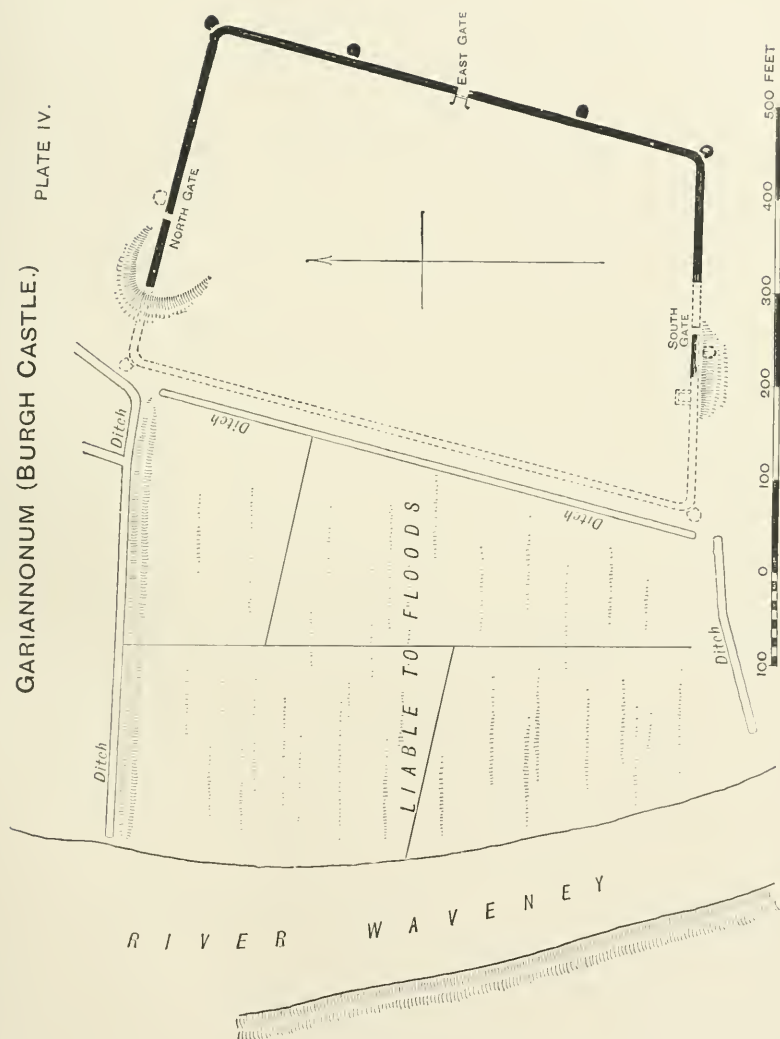 GARIANNONUM (BURGH CASTLE.)
PLATE IV.
Ditch
Ditch
NORTH GATE
EAST GATE
Ditch
Ditch
SOUTH
GATE
Ditch
LIABLE TO FLOODS
RIVER WAVENEY
100 0 100 200 300 400 500 FEET